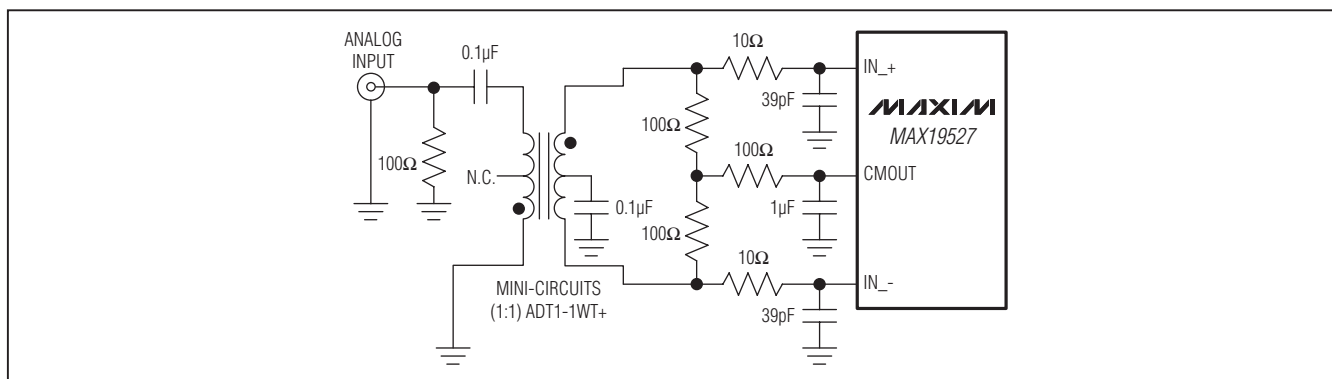 ANALOG
INPUT
0.1µF
100Ω
N.C.
0.1µF
MINI-CIRCUITS
(1:1) ADT1-1WT+
10Ω
39pF
100Ω
100Ω
1µF
100Ω
10Ω
39pF
IN_+
MAXIM
MAX19527
CMOUT
IN_-